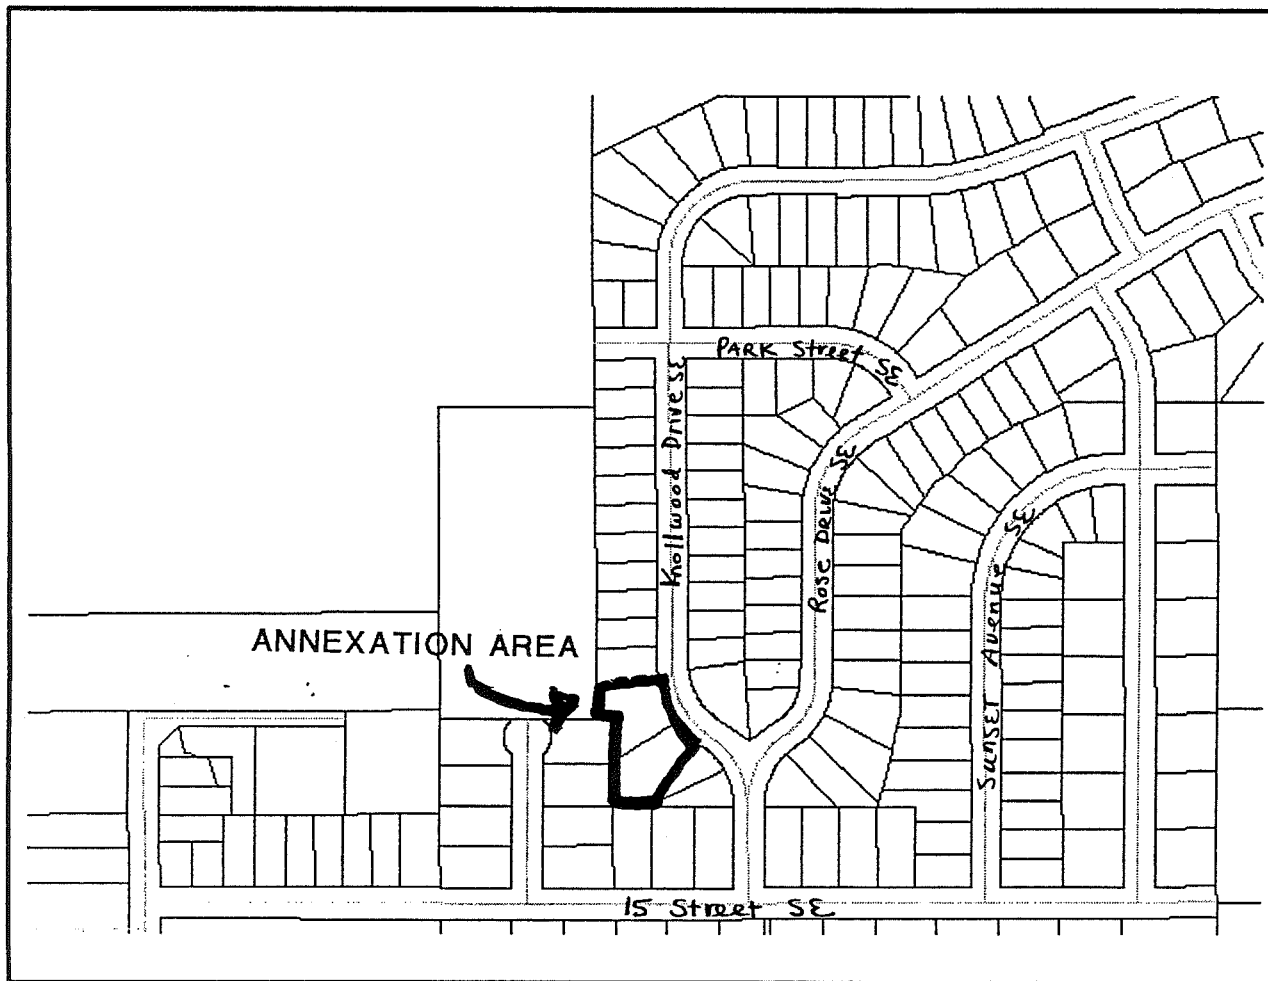 PARK Street SE
Knollwood Drive SE
Rose DRIVE SE
Sunset Avenue SE
ANNEXATION AREA
15 Street SE